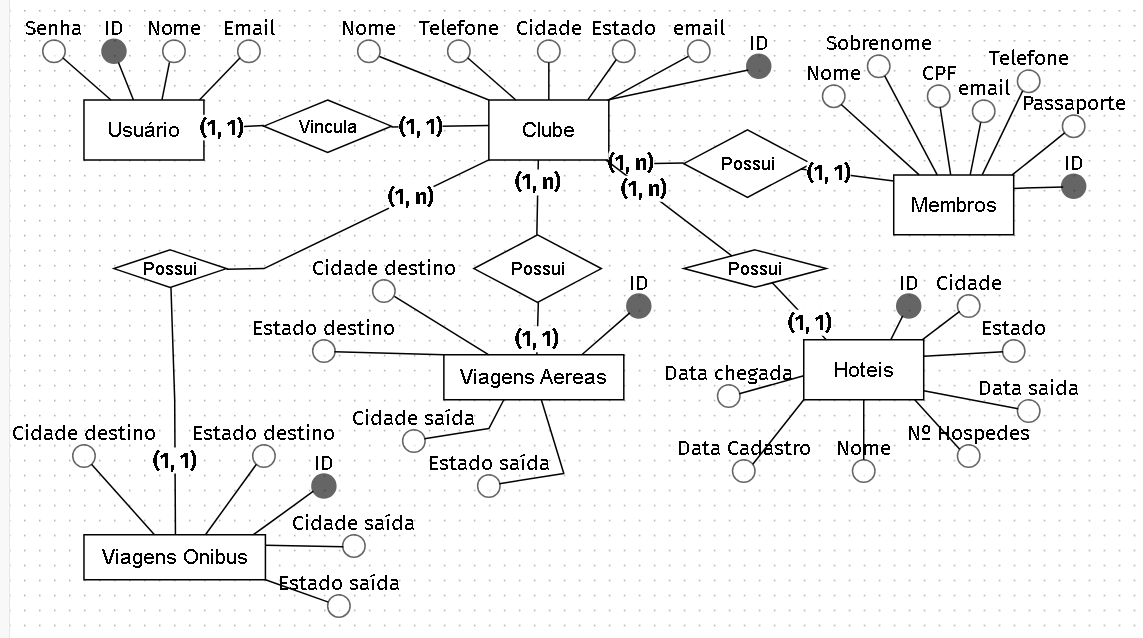 Senha
ID
Nome
Email
Usuário
(1, 1)
Vincula
(1, 1)
Nome
Telefone
Cidade
Estado
email
ID
Clube
(1, n)
Possui
(1, 1)
Nome
Sobrenome
CPF
email
Telefone
Passaporte
ID
Membros
(1, n)
Possui
(1, 1)
ID
Cidade
Estado
Data saida
Nº Hospedes
Nome
Data Cadastro
Data chegada
Hoteis
(1, n)
Possui
(1, 1)
Cidade destino
Estado destino
ID
Viagens Aereas
Cidade saída
Estado saída
(1, n)
Possui
(1, 1)
Cidade destino
Estado destino
ID
Viagens Onibus
Cidade saída
Estado saída